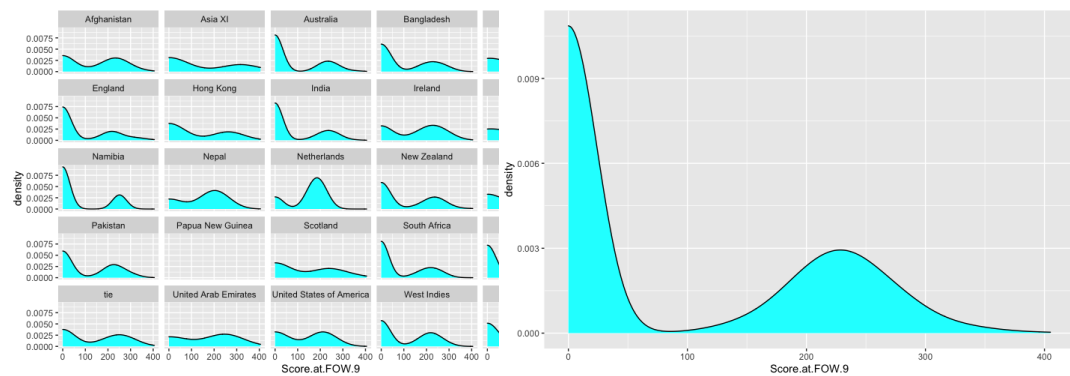 Afghanistan Asia XI Australia Bangladesh
0.0075
0.0050
0.0025
0.0000
England Hong Kong India Ireland
0.0075
0.0050
0.0025
0.0000
Namibia Nepal Netherlands New Zealand
0.0075
0.0050
0.0025
0.0000
Pakistan Papua New Guinea Scotland South Africa
0.0075
0.0050
0.0025
0.0000
tie United Arab Emirates United States of America West Indies
0.0075
0.0050
0.0025
0.0000
0 100 200 300 400 0 100 200 300 400 0 100 200 300 400 0 100 200 300 400 0
density
Score.at.FOW.9
0.009
0.006
0.003
0.000
0 100 200 300 400
density
Score.at.FOW.9